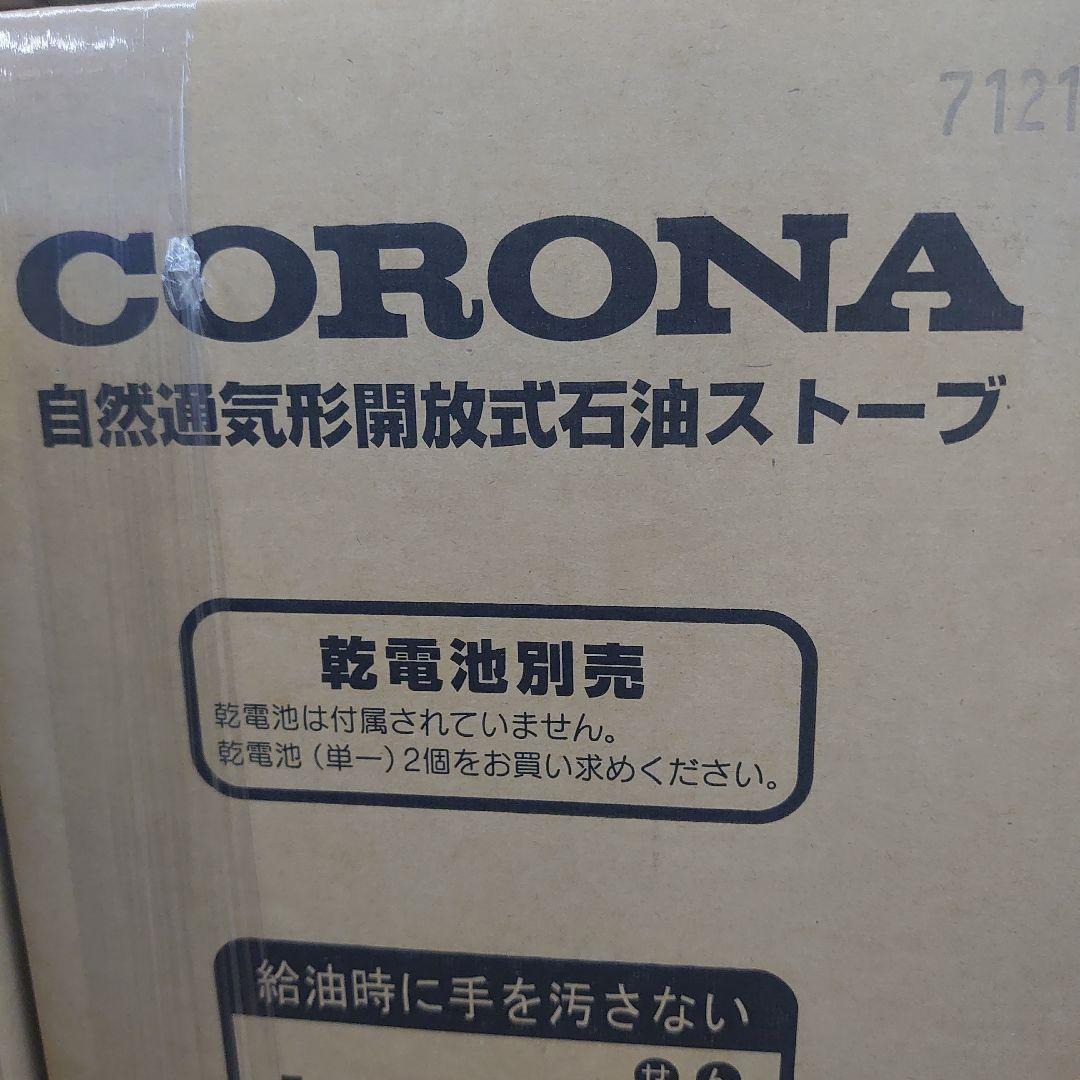 7121
CORONA
自然通気形開放式石油ストーブ
乾電池別売
乾電池は付属されていません。
乾電池（単一）2個をお買い求めください。
給油時に手を汚さない